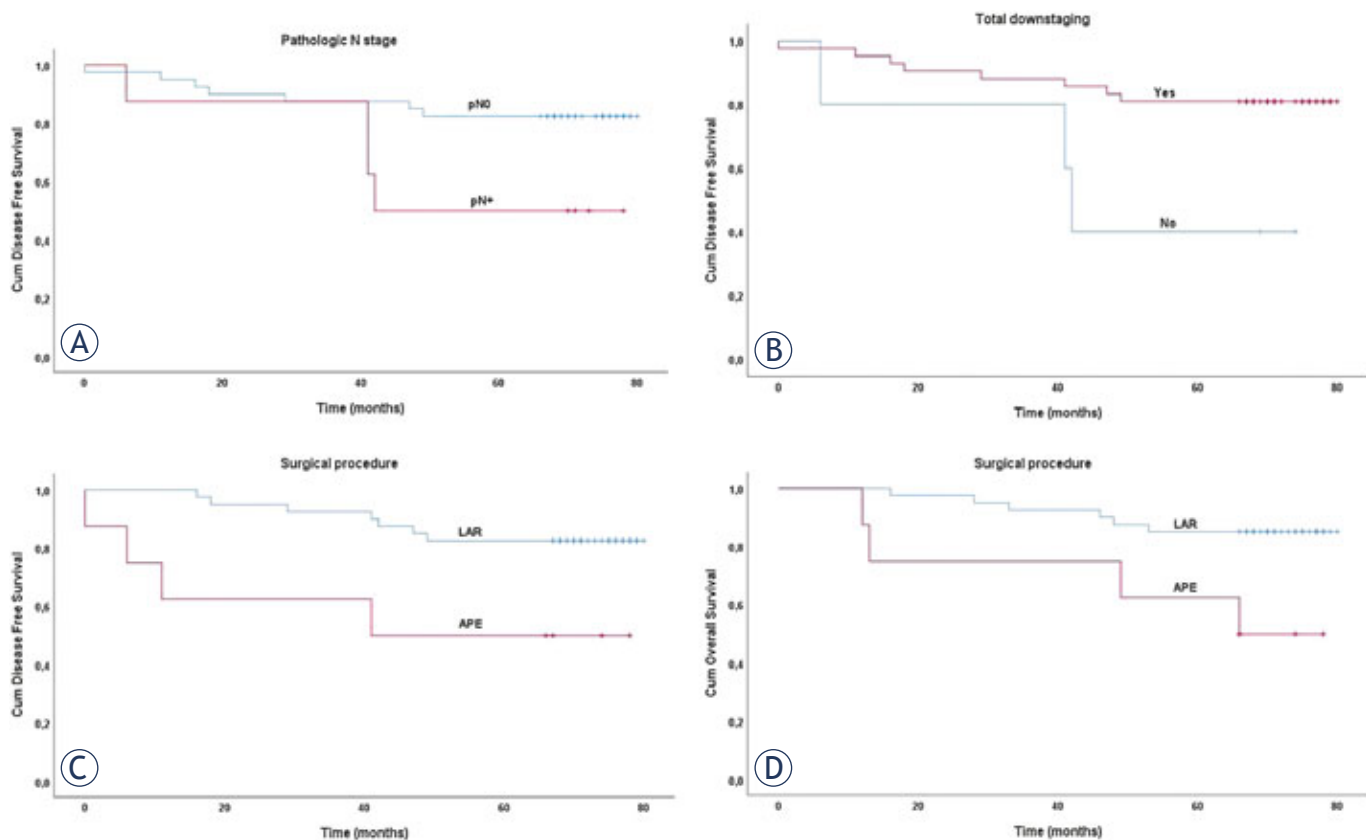 Pathologic N stage
Cum Disease Free Survival
1,0
0,8
0,6
0,4
0,2
0,0
pN0
pN+
A
0 20 40 60 80
Time (months)
Total downstaging
Cum Disease Free Survival
1,0
0,8
0,6
0,4
0,2
0,0
Yes
No
B
0 20 40 60 80
Time (months)
Surgical procedure
Cum Disease Free Survival
1,0
0,8
0,6
0,4
0,2
0,0
LAR
APE
C
0 20 40 60 80
Time (months)
Surgical procedure
Cum Overall Survival
1,0
0,8
0,6
0,4
0,2
0,0
LAR
APE
D
0 20 40 60 80
Time (months)